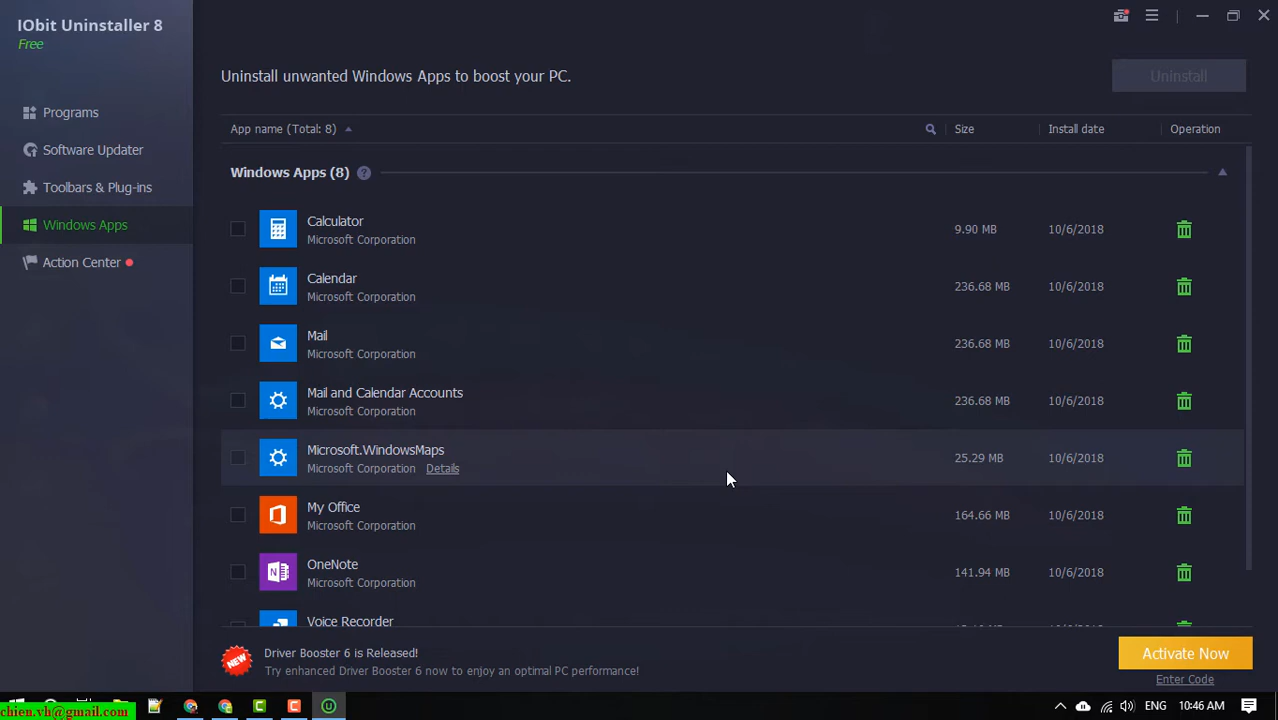 IObit Uninstaller 8
Free
Programs
Software Updater
Toolbars & Plug-ins
Windows Apps
Action Center
Uninstall unwanted Windows Apps to boost your PC.
Uninstall
App name (Total: 8)
Size
Install date
Operation
Windows Apps (8)
?
Calculator
Microsoft Corporation
9.90 MB
10/6/2018
Calendar
Microsoft Corporation
236.68 MB
10/6/2018
Mail
Microsoft Corporation
236.68 MB
10/6/2018
Mail and Calendar Accounts
Microsoft Corporation
236.68 MB
10/6/2018
Microsoft.WindowsMaps
Microsoft Corporation Details
25.29 MB
10/6/2018
My Office
Microsoft Corporation
164.66 MB
10/6/2018
OneNote
Microsoft Corporation
141.94 MB
10/6/2018
Voice Recorder
NEW
Driver Booster 6 is Released!
Try enhanced Driver Booster 6 now to enjoy an optimal PC performance!
Activate Now
Enter Code
chien.vh@gmail.com
ENG
10:46 AM